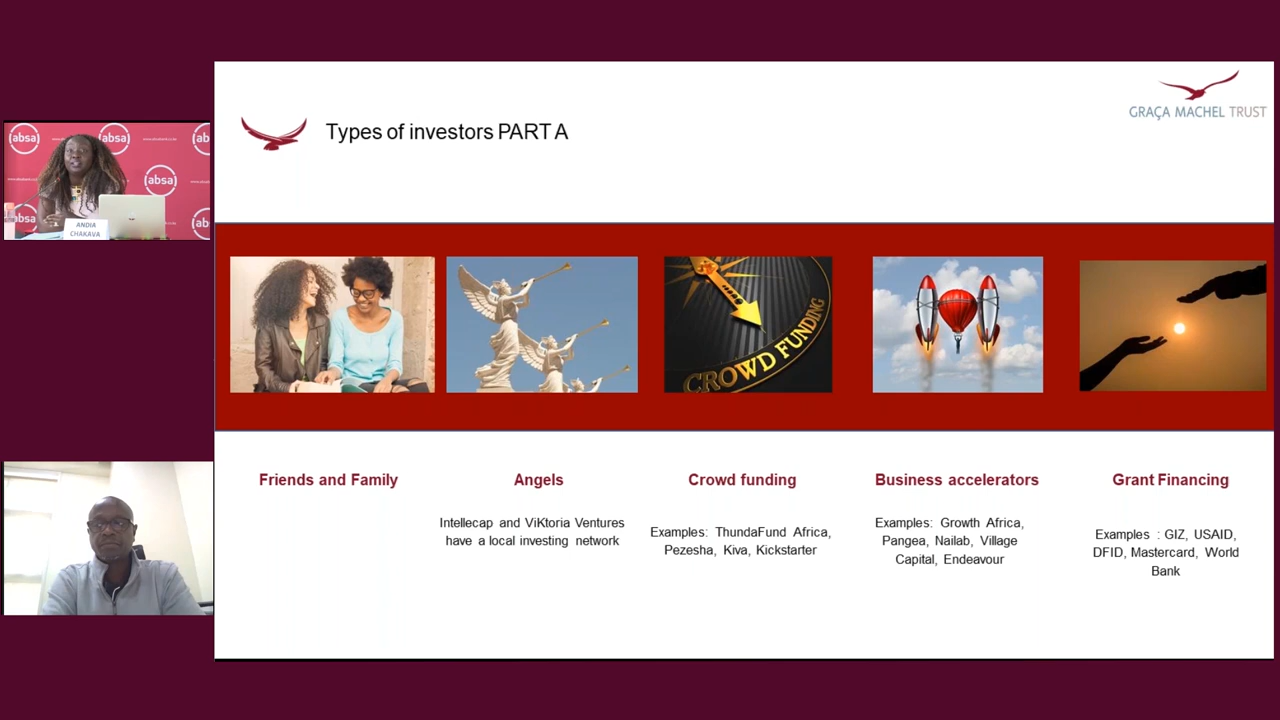 GRAÇA MACHEL TRUST
Types of investors PART A
(absa)
(absa)
absa
ANDIA
CHAKAVA
CROWD FUNDING
Friends and Family
Angels
Intellecap and ViKtoria Ventures
have a local investing network
Crowd funding
Examples: ThundaFund Africa,
Pezesha, Kiva, Kickstarter
Business accelerators
Examples: Growth Africa,
Pangea, Nailab, Village
Capital, Endeavour
Grant Financing
Examples : GIZ, USAID,
DFID, Mastercard, World
Bank